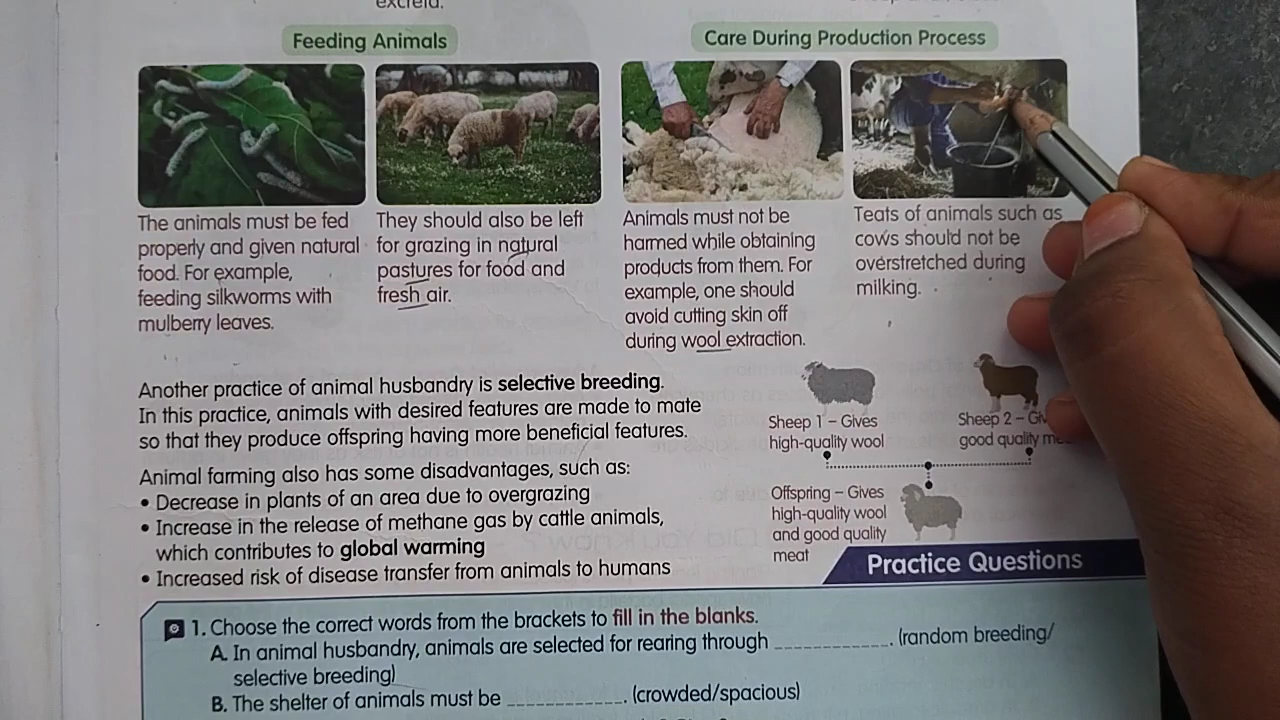 excreta.
Feeding Animals
Care During Production Process
The animals must be fed
properly and given natural
food. For example,
feeding silkworms with
mulberry leaves.
They should also be left
for grazing in natural
pastures for food and
fresh air.
Animals must not be
harmed while obtaining
products from them. For
example, one should
avoid cutting skin off
during wool extraction.
Teats of animals such as
cows should not be
overstretched during
milking.
Another practice of animal husbandry is selective breeding.
In this practice, animals with desired features are made to mate
so that they produce offspring having more beneficial features.
Animal farming also has some disadvantages, such as:
• Decrease in plants of an area due to overgrazing
• Increase in the release of methane gas by cattle animals,
which contributes to global warming
• Increased risk of disease transfer from animals to humans
Sheep 1 – Gives
high-quality wool
Sheep 2 –
good quality
Offspring – Gives
high-quality wool
and good quality
meat
Practice Questions
1. Choose the correct words from the brackets to fill in the blanks.
A. In animal husbandry, animals are selected for rearing through ____________. (random breeding/
selective breeding)
B. The shelter of animals must be ____________. (crowded/spacious)